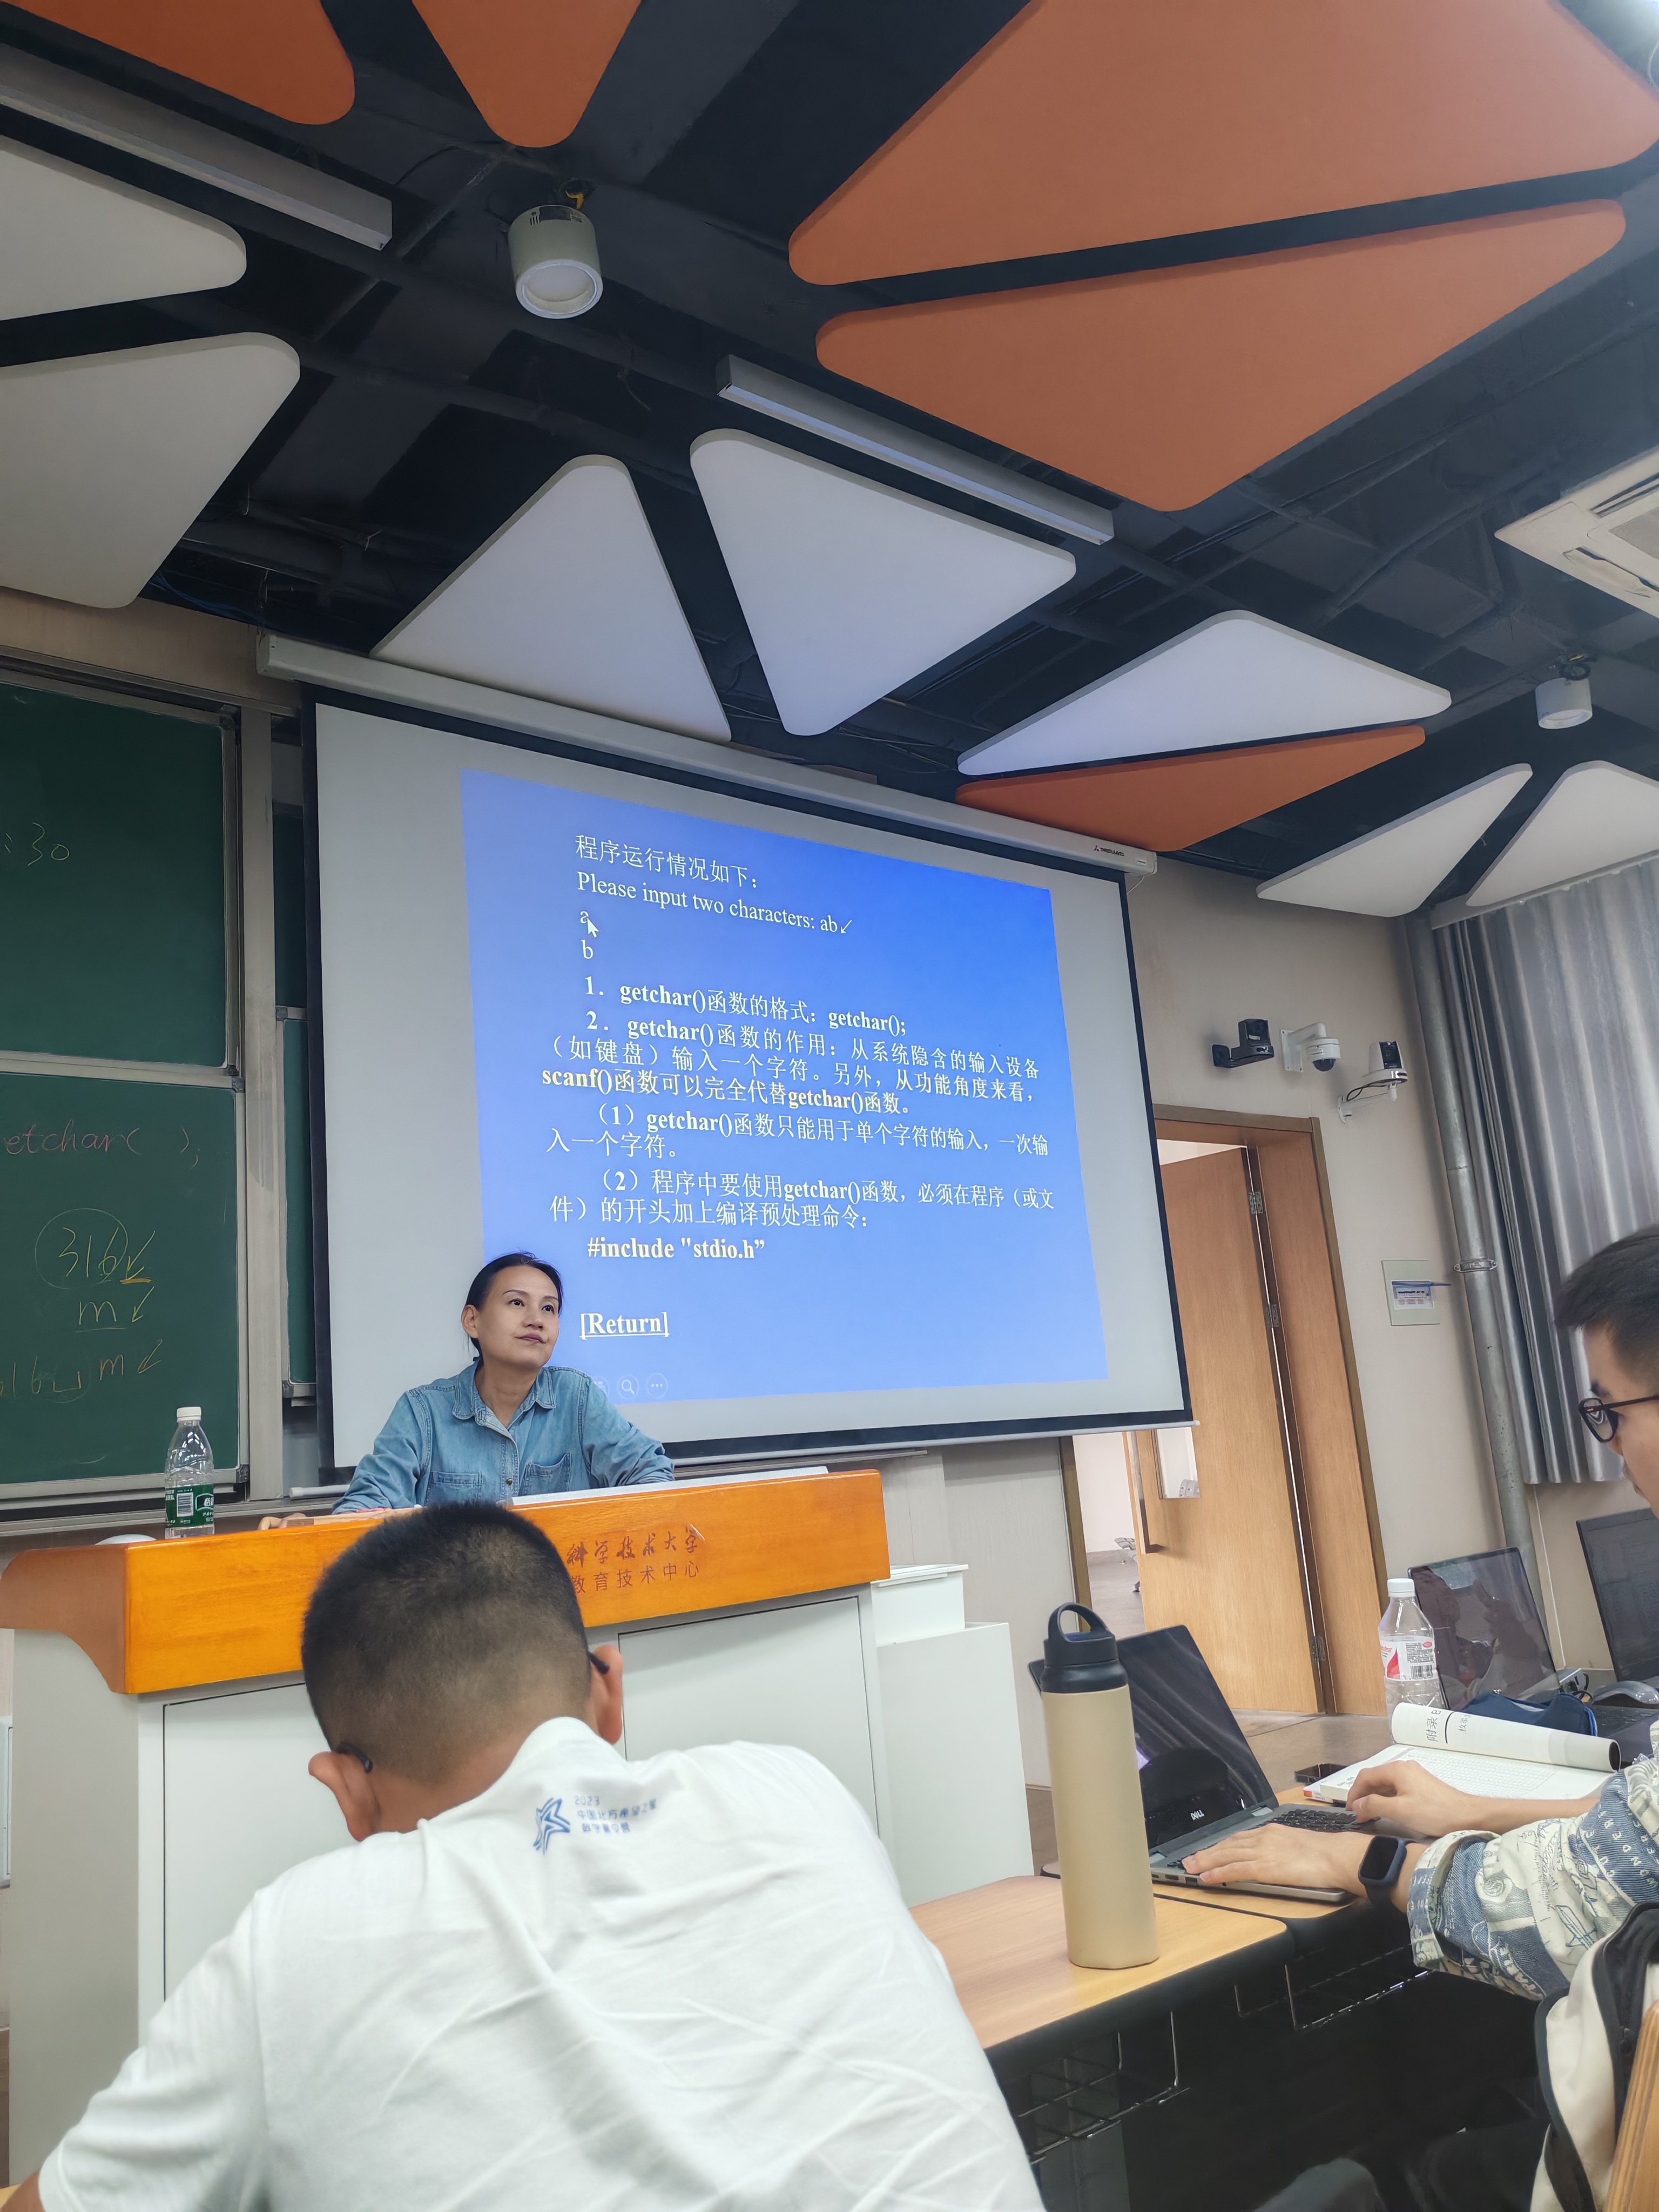 :30
etchar( );
316↙
m↙
16␣m↙
程序运行情况如下：
Please input two characters: ab↙
a
b
1．getchar()函数的格式：getchar();
2．getchar()函数的作用：从系统隐含的输入设备
（如键盘）输入一个字符。另外，从功能角度来看，
scanf()函数可以完全代替getchar()函数。
（1）getchar()函数只能用于单个字符的输入，一次输
入一个字符。
（2）程序中要使用getchar()函数，必须在程序（或文
件）的开头加上编译预处理命令：
#include "stdio.h”
[Return]
科学技术大学
教育技术中心
2023
DELL
附录